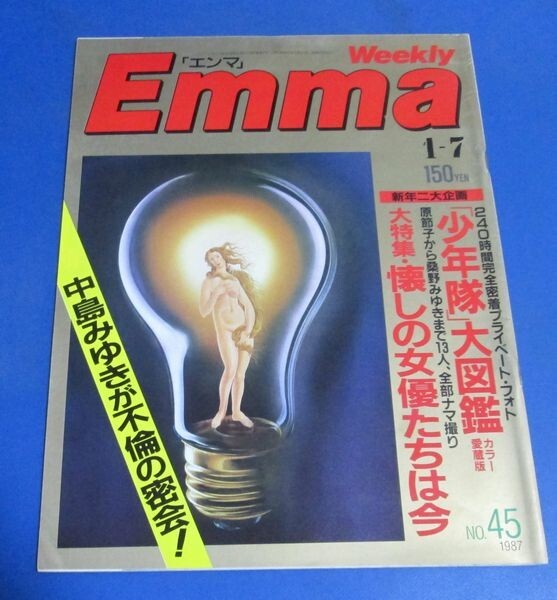 Weekly
「エンマ」
Emma
1-7
150YEN
新年二大企画
240時間完全密着プライベート・フォト
「少年隊」大図鑑
カラー
愛蔵版
原節子から桑野みゆきまで13人、全部ナマ撮り
大特集・懐しの女優たちは今
中島みゆきが不倫の密会!
NO.45
1987